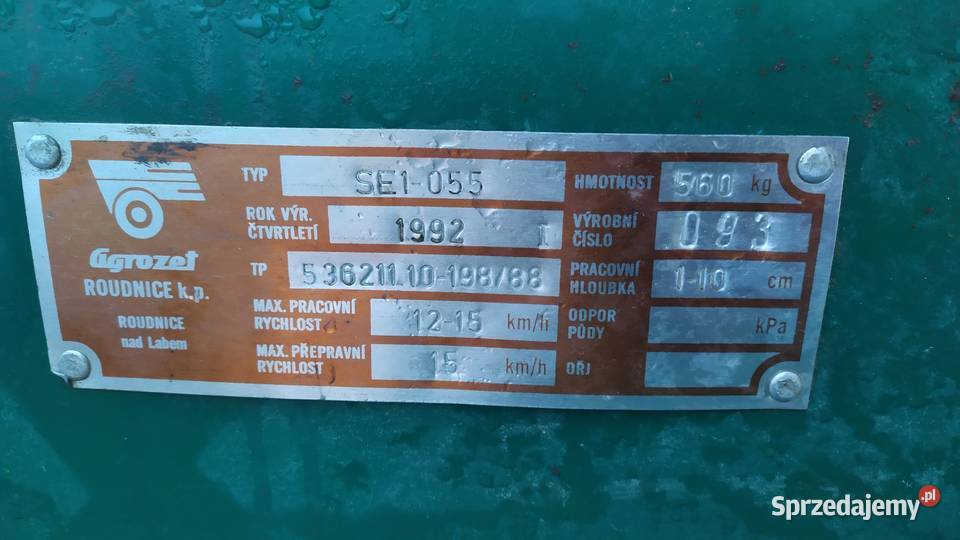 Agrozet
ROUDNICE k.p.
ROUDNICE
nad Labem
TYP SE1-055
ROK VÝR. ČTVRTLETÍ 1992 I
TP 536211.10-198/88
MAX. PRACOVNÍ RYCHLOST 12-15 km/h
MAX. PŘEPRAVNÍ RYCHLOST 15 km/h
HMOTNOST 560 kg
VÝROBNÍ ČÍSLO 093
PRACOVNÍ HLOUBKA 1-10 cm
ODPOR PŮDY kPa
OŘJ
Sprzedajemy.pl